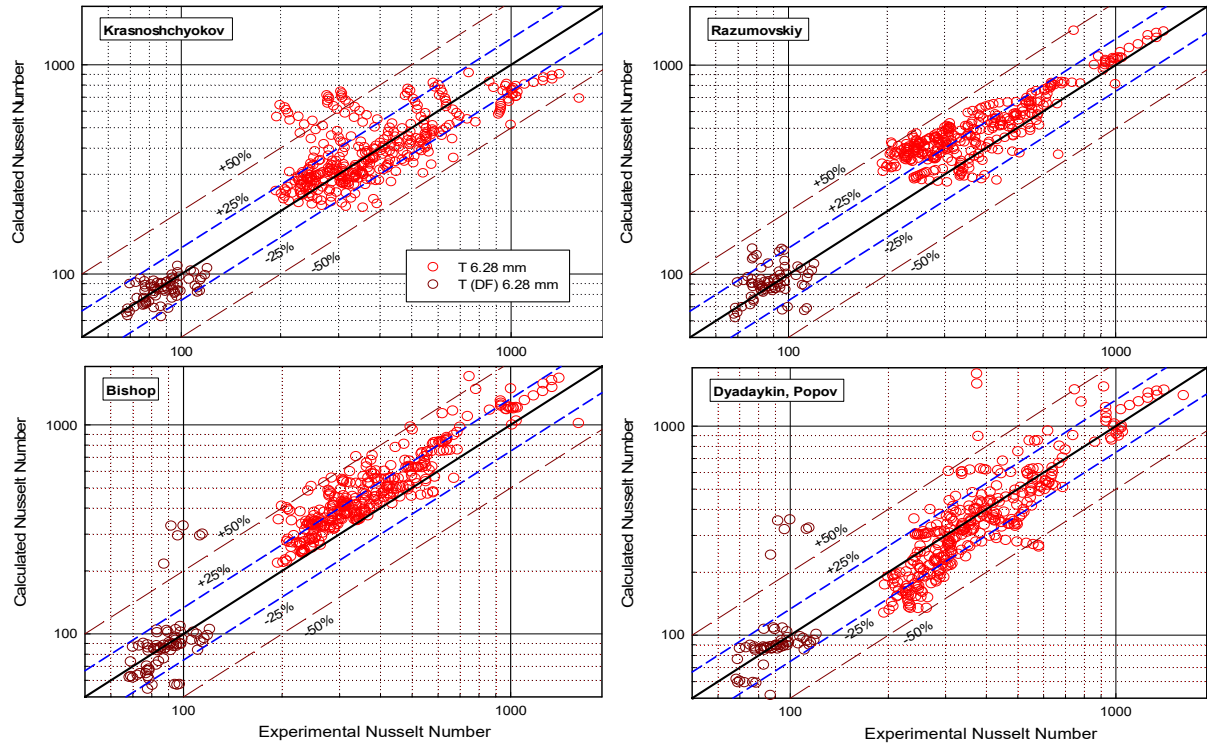 Krasnoshchyokov
1000
100
Calculated Nusselt Number
+50%
+25%
-25%
-50%
T 6.28 mm
T (DF) 6.28 mm
100
1000
Razumovskiy
1000
100
Calculated Nusselt Number
+50%
+25%
-25%
-50%
100
1000
Bishop
1000
100
Calculated Nusselt Number
+50%
+25%
-25%
-50%
100
1000
Experimental Nusselt Number
Dyadaykin, Popov
1000
100
Calculated Nusselt Number
+50%
+25%
-25%
-50%
100
1000
Experimental Nusselt Number